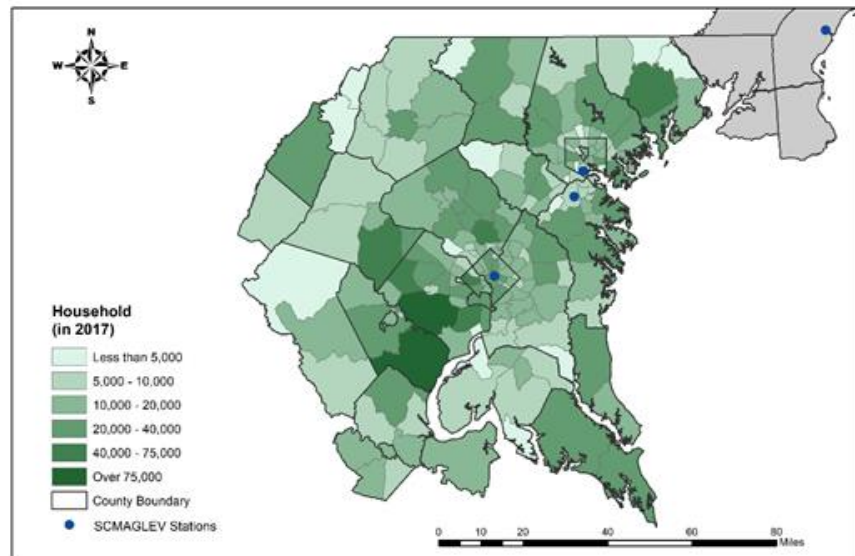 N
W E
S
Household
(in 2017)
Less than 5,000
5,000 - 10,000
10,000 - 20,000
20,000 - 40,000
40,000 - 75,000
Over 75,000
County Boundary
SCMAGLEV Stations
0 5 10 20 40 60 80
Miles